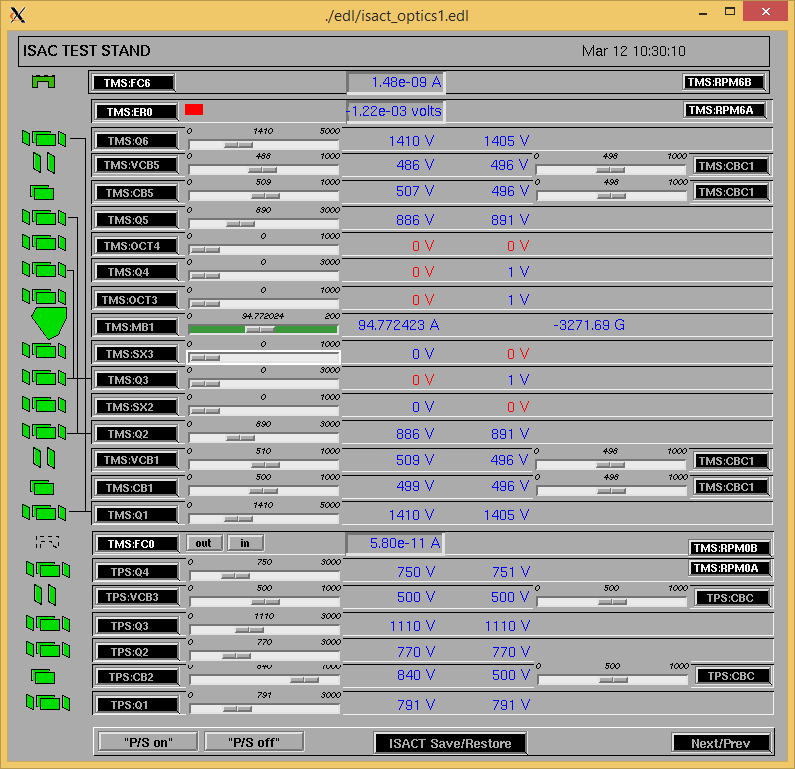 ./edl/isact_optics1.edl
ISAC TEST STAND Mar 12 10:30:10
TMS:FC6 1.48e-09 A TMS:RPM6B
TMS:ER0 -1.22e-03 volts TMS:RPM6A
TMS:Q6 0 1410 5000 1410 V 1405 V
TMS:VCB5 0 488 1000 486 V 496 V 0 498 1000 TMS:CBC1
TMS:CB5 0 509 1000 507 V 496 V 0 498 1000 TMS:CBC1
TMS:Q5 0 890 3000 886 V 891 V
TMS:OCT4 0 0 1000 0 V 0 V
TMS:Q4 0 0 3000 0 V 1 V
TMS:OCT3 0 0 1000 0 V 1 V
TMS:MB1 0 94.772024 200 94.772423 A -3271.69 G
TMS:SX3 0 0 1000 0 V 0 V
TMS:Q3 0 0 3000 0 V 1 V
TMS:SX2 0 0 1000 0 V 0 V
TMS:Q2 0 890 3000 886 V 891 V
TMS:VCB1 0 510 1000 509 V 496 V 0 498 1000 TMS:CBC1
TMS:CB1 0 500 1000 499 V 496 V 0 498 1000 TMS:CBC1
TMS:Q1 0 1410 5000 1410 V 1405 V
TMS:FC0 out in 5.80e-11 A TMS:RPM0B
TMS:RPM0A
TPS:Q4 0 750 3000 750 V 751 V
TPS:VCB3 0 500 1000 500 V 500 V 0 500 1000 TPS:CBC
TPS:Q3 0 1110 3000 1110 V 1110 V
TPS:Q2 0 770 3000 770 V 770 V
TPS:CB2 0 840 1000 840 V 500 V 0 500 1000 TPS:CBC
TPS:Q1 0 791 3000 791 V 791 V
"P/S on" "P/S off" ISACT Save/Restore Next/Prev